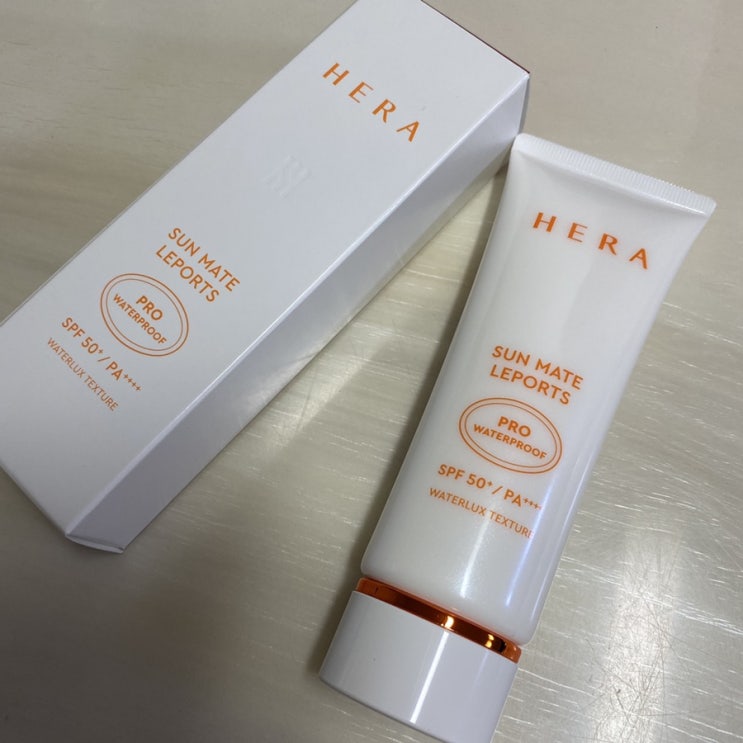 HERA
SUN MATE
LEPORTS
PRO
WATERPROOF
SPF 50+ / PA++++
WATERLUX TEXTURE
HERA
SUN MATE
LEPORTS
PRO
WATERPROOF
SPF 50+ / PA++++
WATERLUX TEXTURE